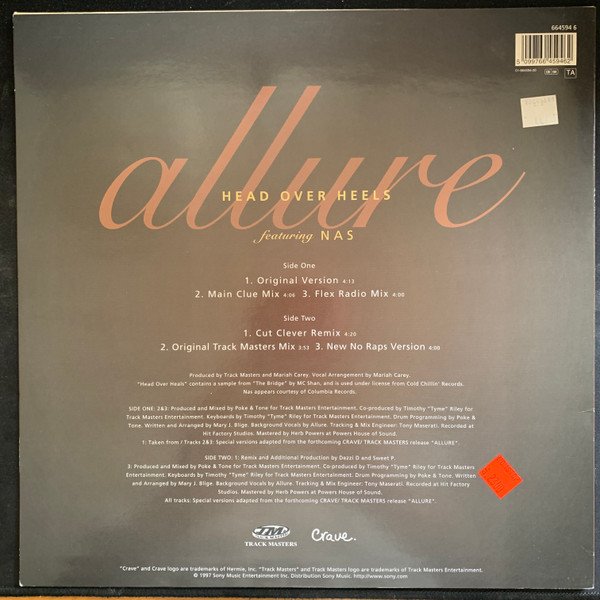 664594 6
5 099766 459462
01-664594-20
TA
allure
HEAD OVER HEELS
featuring NAS
Side One
1. Original Version 4:13
2. Main Clue Mix 4:06 3. Flex Radio Mix 4:00
Side Two
1. Cut Clever Remix 4:20
2. Original Track Masters Mix 3:53 3. New No Raps Version 4:00
Produced by Track Masters and Mariah Carey. Vocal Arrangement by Mariah Carey.
"Head Over Heels" contains a sample from "The Bridge" by MC Shan, and is used under license from Cold Chillin' Records.
Nas appears courtesy of Columbia Records.
SIDE ONE: 2&3: Produced and Mixed by Poke & Tone for Track Masters Entertainment. Co-produced by Timothy "Tyme" Riley for
Track Masters Entertainment. Keyboards by Timothy "Tyme" Riley for Track Masters Entertainment. Drum Programming by Poke &
Tone. Written and Arranged by Mary J. Blige. Background Vocals by Allure. Tracking & Mix Engineer: Tony Maserati. Recorded at
Hit Factory Studios. Mastered by Herb Powers at Powers House of Sound.
1: Taken from / Tracks 2&3: Special versions adapted from the forthcoming CRAVE/ TRACK MASTERS release "ALLURE".
SIDE TWO: 1: Remix and Additional Production by Dezzi D and Sweet P.
3: Produced and Mixed by Poke & Tone for Track Masters Entertainment. Co produced by Timothy "Tyme" Riley for Track Masters
Entertainment. Keyboards by Timothy "Tyme" Riley for Track Masters Entertainment. Drum Programming by Poke & Tone. Written
and Arranged by Mary J. Blige. Background Vocals by Allure. Tracking & Mix Engineer: Tony Maserati. Recorded at Hit Factory
Studios. Mastered by Herb Powers at Powers House of Sound.
All tracks: Special versions adapted from the forthcoming CRAVE/ TRACK MASTERS release "ALLURE".
TM
TRACK MASTERS
Crave.
"Crave" and Crave logo are trademarks of Hermie, Inc. "Track Masters" and Track Masters logo are trademarks of Track Masters Entertainment.
© 1997 Sony Music Entertainment Inc. Distribution Sony Music. http://www.sony.com